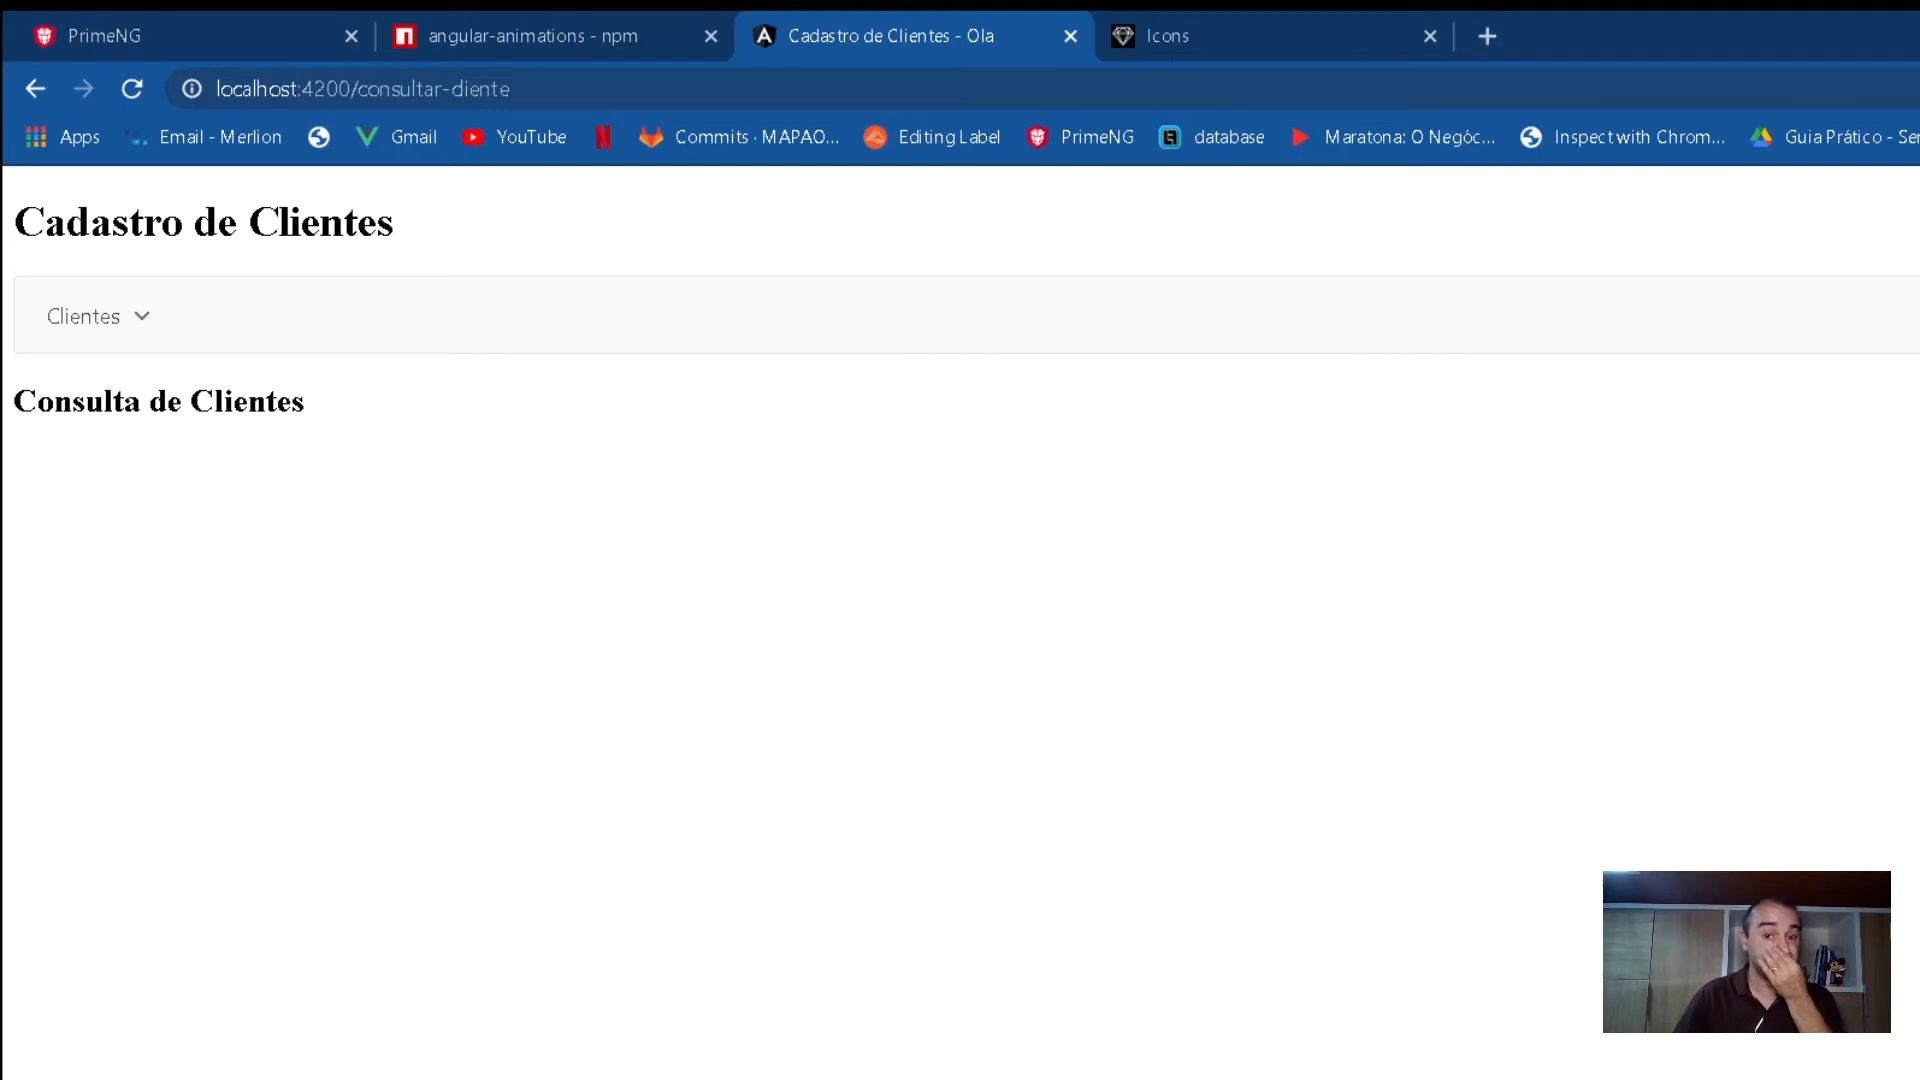 PrimeNG
angular-animations - npm
Cadastro de Clientes - Ola
Icons
localhost:4200/consultar-cliente
Apps
Email - Merlion
Gmail
YouTube
Commits · MAPAO...
Editing Label
PrimeNG
database
Maratona: O Negóc...
Inspect with Chrom...
Guia Prático - Se
Cadastro de Clientes
Clientes
Consulta de Clientes